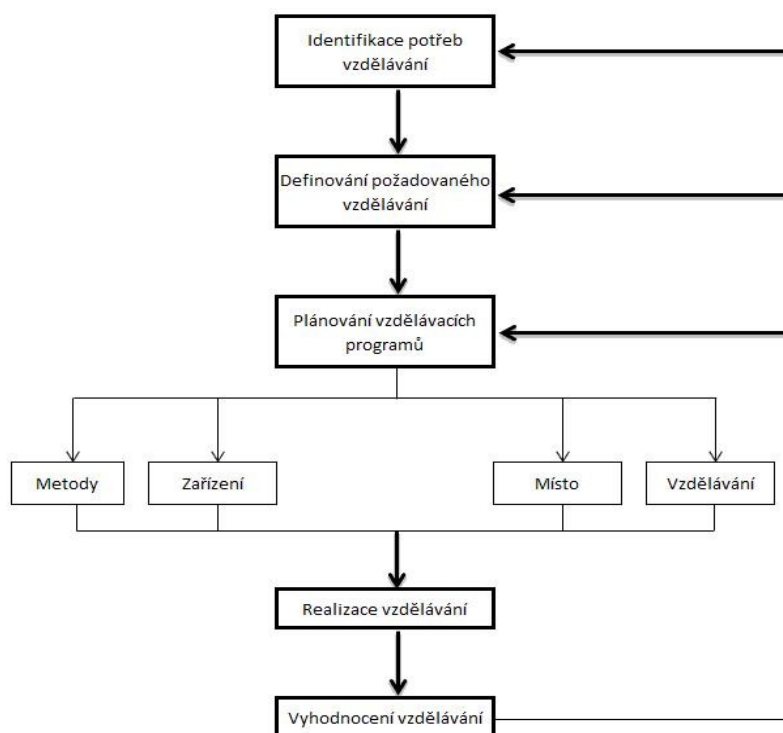 Identifikace potřeb
vzdělávání
Definování požadovaného
vzdělávání
Plánování vzdělávacích
programů
Metody
Zařízení
Místo
Vzdělávání
Realizace vzdělávání
Vyhodnocení vzdělávání